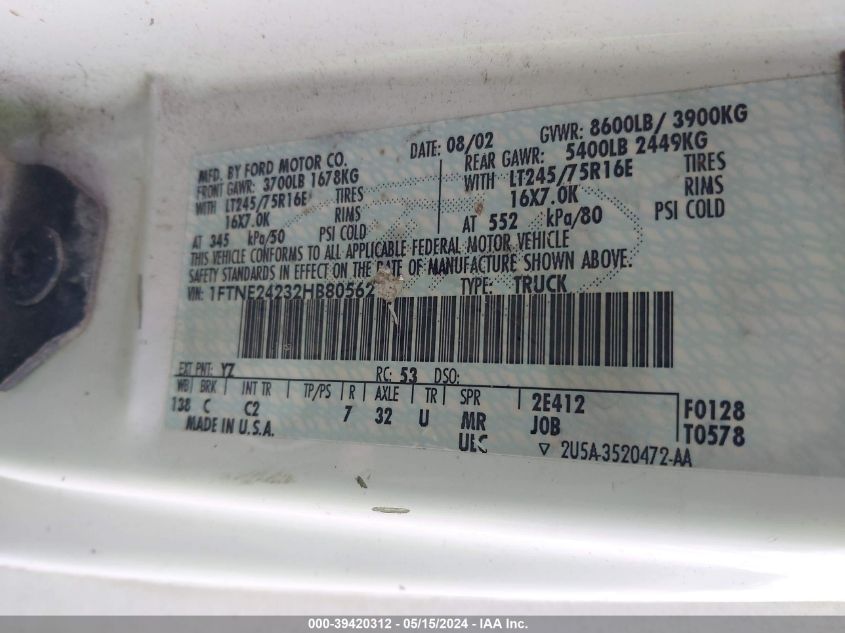 MFD. BY FORD MOTOR CO.
DATE: 08/02
GVWR: 8600LB/ 3900KG
FRONT GAWR: 3700LB 1678KG
REAR GAWR: 5400LB 2449KG
WITH LT245/75R16E TIRES
WITH LT245/75R16E TIRES
16X7.0K RIMS
16X7.0K RIMS
AT 345 kPa/50 PSI COLD
AT 552 kPa/80 PSI COLD
THIS VEHICLE CONFORMS TO ALL APPLICABLE FEDERAL MOTOR VEHICLE
SAFETY STANDARDS IN EFFECT ON THE DATE OF MANUFACTURE SHOWN ABOVE.
VIN: 1FTNE24232HB80562
TYPE: TRUCK
EXT PNT: YZ RC: 53 DSO:
WB BRK INT TR TP/PS R AXLE TR SPR 2E412 F0128
138 C C2 7 32 U MR JOB T0578
MADE IN U.S.A. ▽ 2U5A-3520472-AA
000-39420312 - 05/15/2024 - IAA Inc.